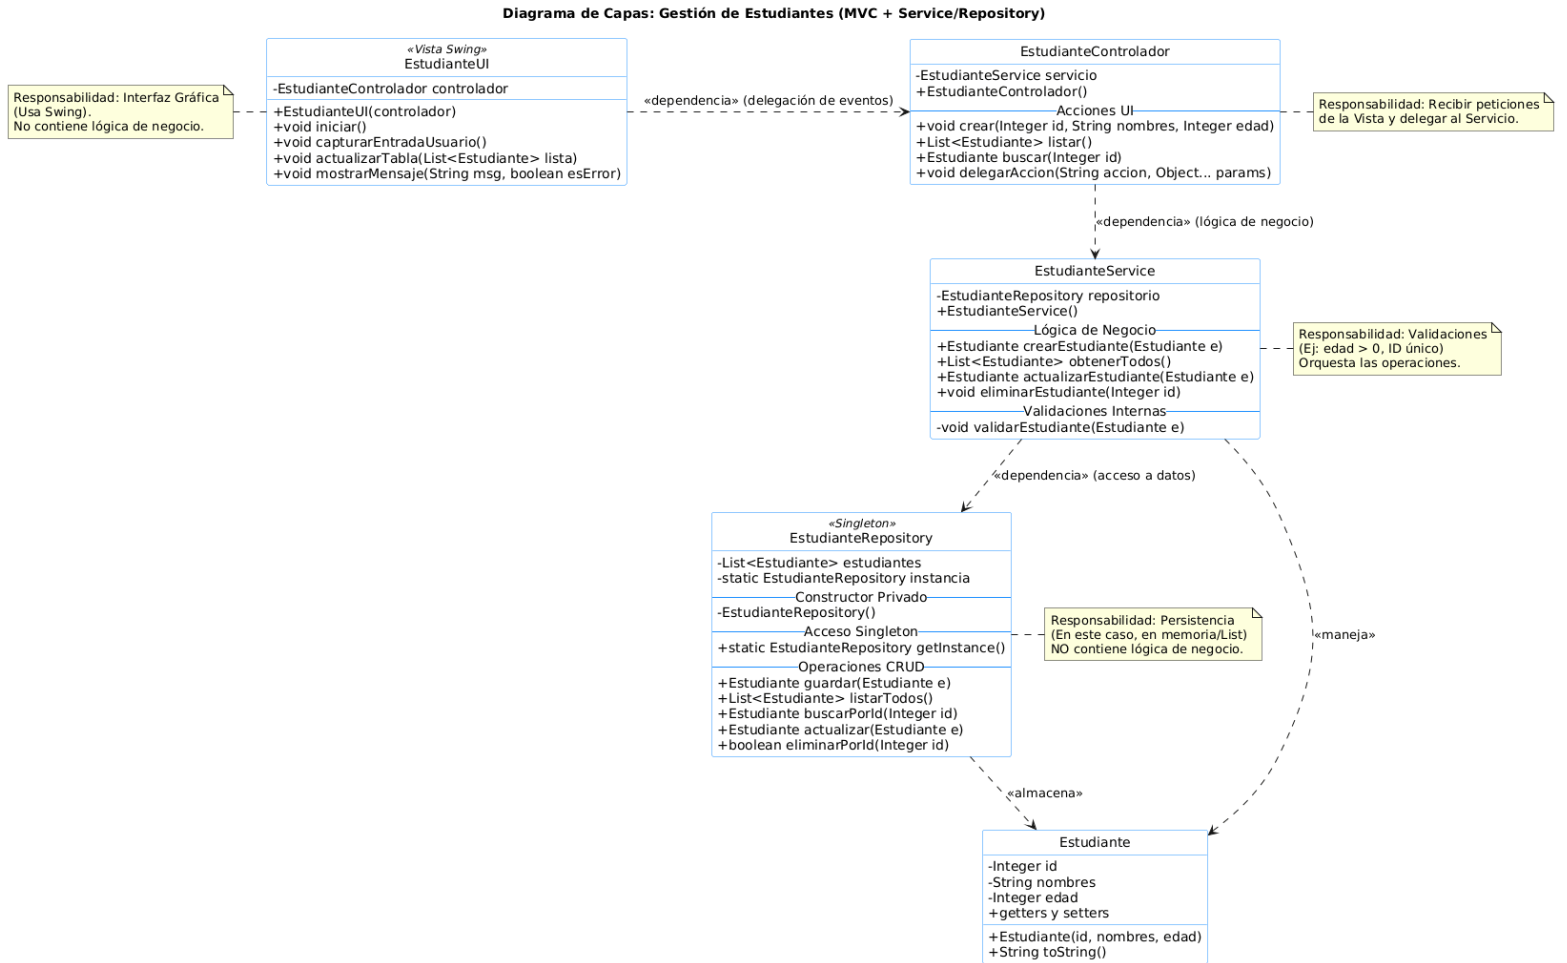 Diagrama de Capas: Gestión de Estudiantes (MVC + Service/Repository)
Responsabilidad: Interfaz Gráfica
(Usa Swing).
No contiene lógica de negocio.
«Vista Swing»
EstudianteUI
-EstudianteControlador controlador
+EstudianteUI(controlador)
+void iniciar()
+void capturarEntradaUsuario()
+void actualizarTabla(List<Estudiante> lista)
+void mostrarMensaje(String msg, boolean esError)
«dependencia» (delegación de eventos)
EstudianteControlador
-EstudianteService servicio
+EstudianteControlador()
Acciones UI
+void crear(Integer id, String nombres, Integer edad)
+List<Estudiante> listar()
+Estudiante buscar(Integer id)
+void delegarAccion(String accion, Object... params)
Responsabilidad: Recibir peticiones
de la Vista y delegar al Servicio.
«dependencia» (lógica de negocio)
EstudianteService
-EstudianteRepository repositorio
+EstudianteService()
Lógica de Negocio
+Estudiante crearEstudiante(Estudiante e)
+List<Estudiante> obtenerTodos()
+Estudiante actualizarEstudiante(Estudiante e)
+void eliminarEstudiante(Integer id)
Validaciones Internas
-void validarEstudiante(Estudiante e)
Responsabilidad: Validaciones
(Ej: edad > 0, ID único)
Orquesta las operaciones.
«dependencia» (acceso a datos)
«Singleton»
EstudianteRepository
-List<Estudiante> estudiantes
-static EstudianteRepository instancia
Constructor Privado
-EstudianteRepository()
Acceso Singleton
+static EstudianteRepository getInstance()
Operaciones CRUD
+Estudiante guardar(Estudiante e)
+List<Estudiante> listarTodos()
+Estudiante buscarPorId(Integer id)
+Estudiante actualizar(Estudiante e)
+boolean eliminarPorId(Integer id)
Responsabilidad: Persistencia
(En este caso, en memoria/List)
NO contiene lógica de negocio.
«maneja»
«almacena»
Estudiante
-Integer id
-String nombres
-Integer edad
+getters y setters
+Estudiante(id, nombres, edad)
+String toString()